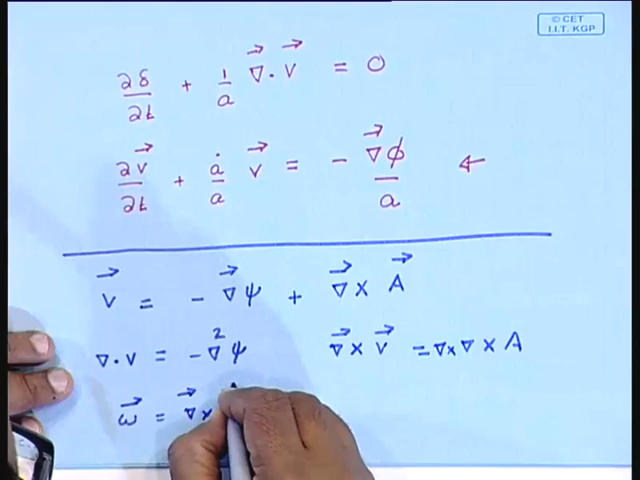 © CET
I.I.T. KGP
∂δ/∂t + 1/a ∇⃗·v⃗ = 0
∂v⃗/∂t + ȧ/a v⃗ = - ∇⃗ϕ/a ←
v⃗ = - ∇⃗ψ + ∇⃗ × A⃗
∇·v = -∇²ψ ∇⃗ × v⃗ = ∇×∇ × A
ω⃗ = ∇⃗×